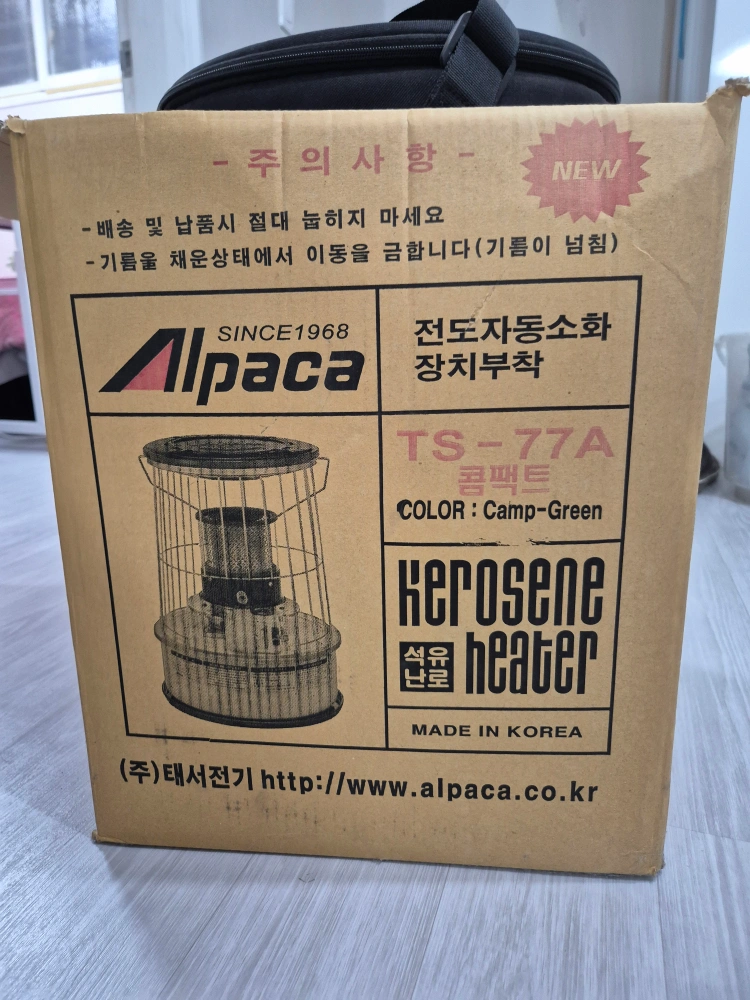 - 주의사항 -
NEW
-배송 및 납품시 절대 눕히지 마세요
-기름을 채운상태에서 이동을 금합니다(기름이 넘침)
SINCE1968
Alpaca
전도자동소화
장치부착
TS-77A
콤팩트
COLOR : Camp-Green
kerosene
석유
난로
heater
MADE IN KOREA
(주)태서전기 http://www.alpaca.co.kr